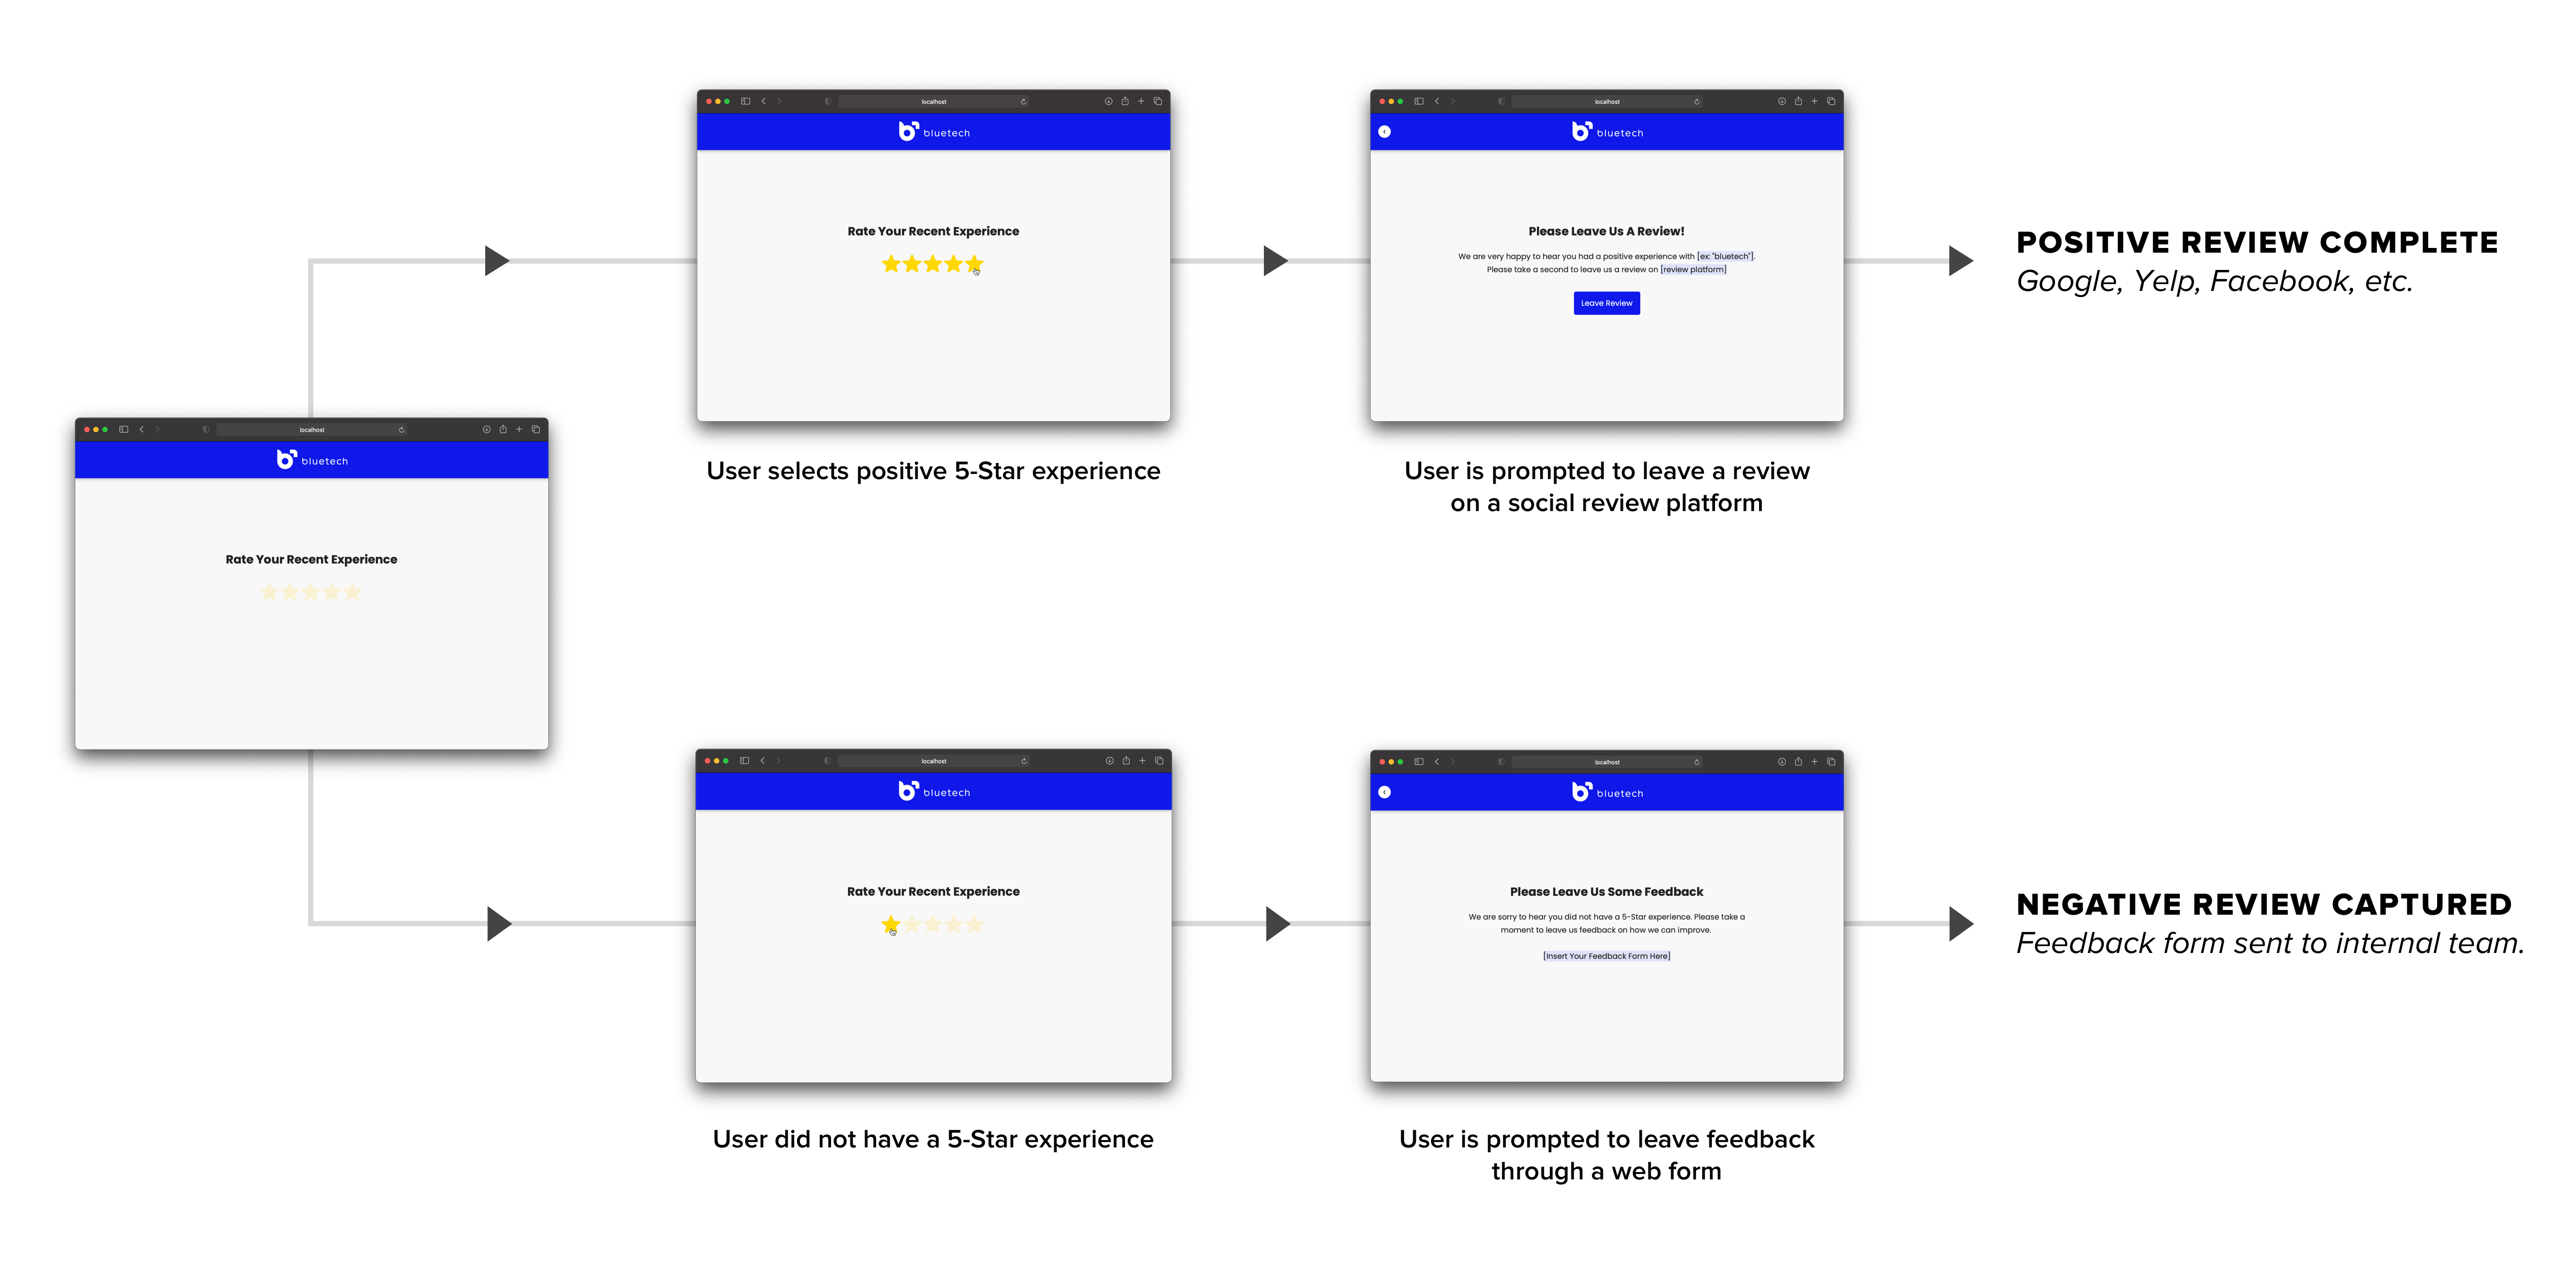 localhost
bluetech
Rate Your Recent Experience
localhost
bluetech
Rate Your Recent Experience
User selects positive 5-Star experience
localhost
bluetech
Please Leave Us A Review!
We are very happy to hear you had a positive experience with [ex: "bluetech"].
Please take a second to leave us a review on [review platform]
Leave Review
User is prompted to leave a review
on a social review platform
POSITIVE REVIEW COMPLETE
Google, Yelp, Facebook, etc.
localhost
bluetech
Rate Your Recent Experience
User did not have a 5-Star experience
localhost
bluetech
Please Leave Us Some Feedback
We are sorry to hear you did not have a 5-Star experience. Please take a
moment to leave us feedback on how we can improve.
[Insert Your Feedback Form Here]
User is prompted to leave feedback
through a web form
NEGATIVE REVIEW CAPTURED
Feedback form sent to internal team.